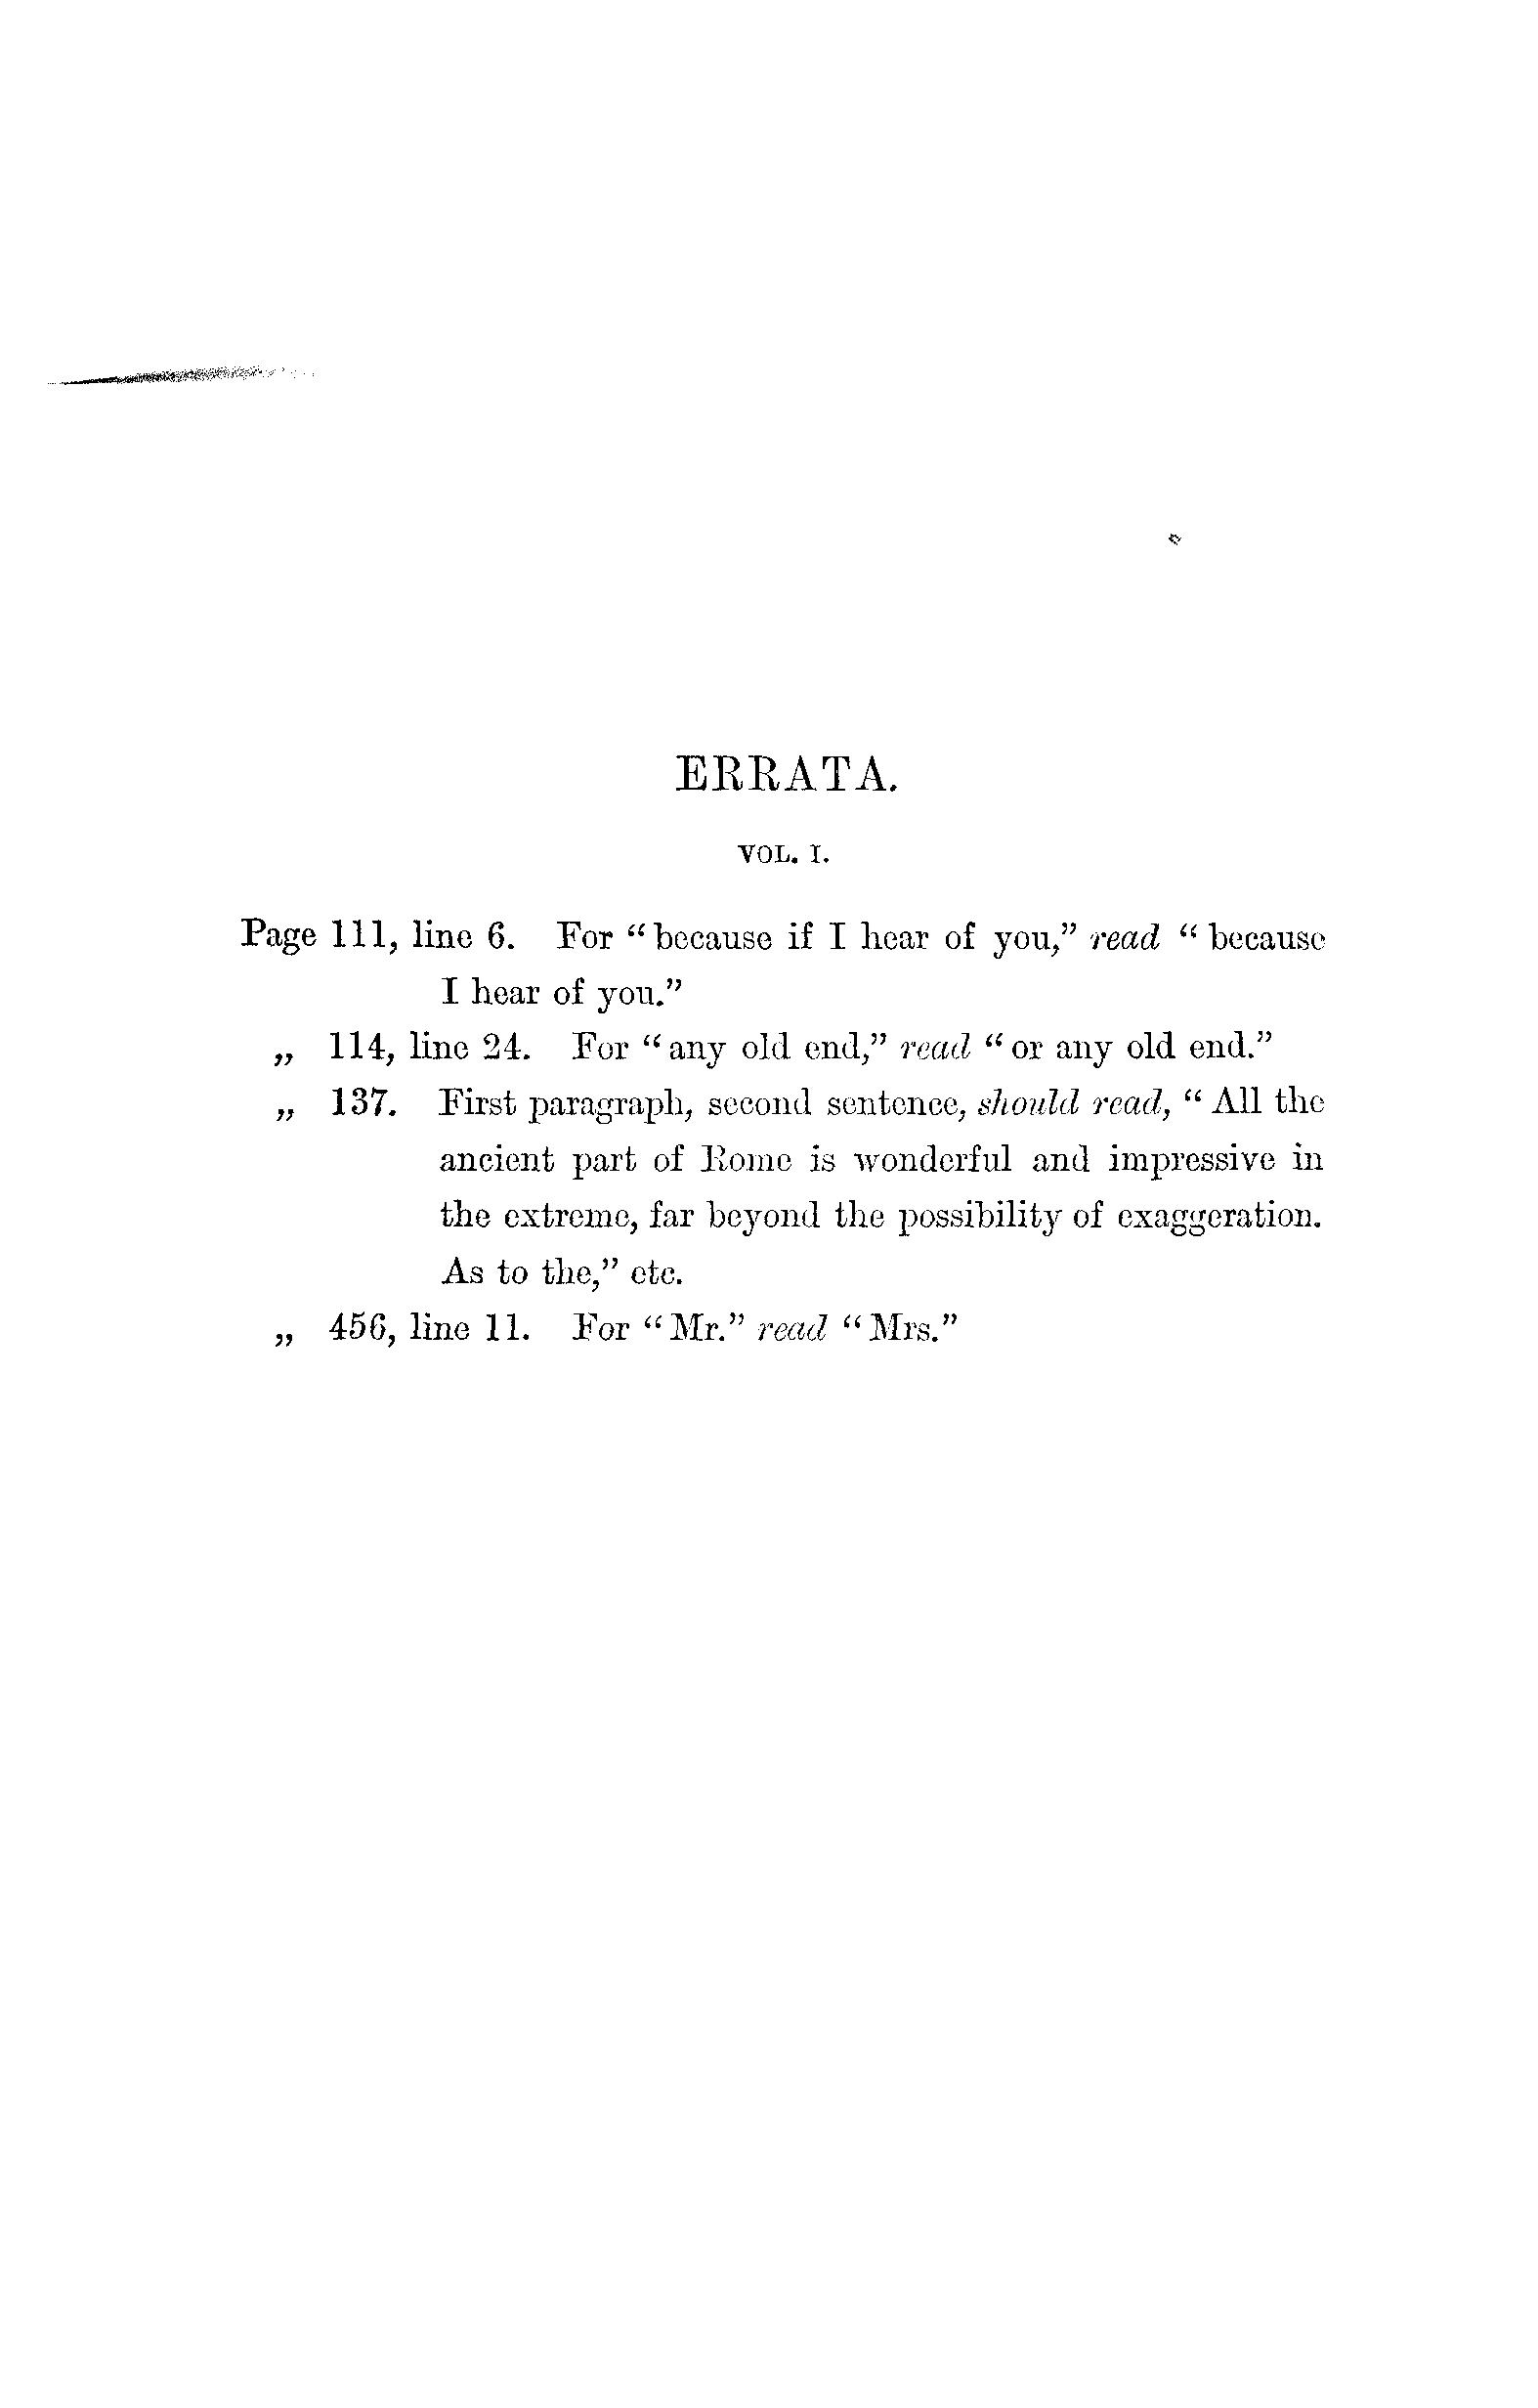 ERRATA.
VOL. I.
Page 111, line 6. For “because if I hear of you,” read “because
I hear of you.”
„ 114, line 24. For “any old end,” read “or any old end.”
„ 137. First paragraph, second sentence, should read, “All the
ancient part of Rome is wonderful and impressive in
the extreme, far beyond the possibility of exaggeration.
As to the,” etc.
„ 456, line 11. For “Mr.” read “Mrs.”